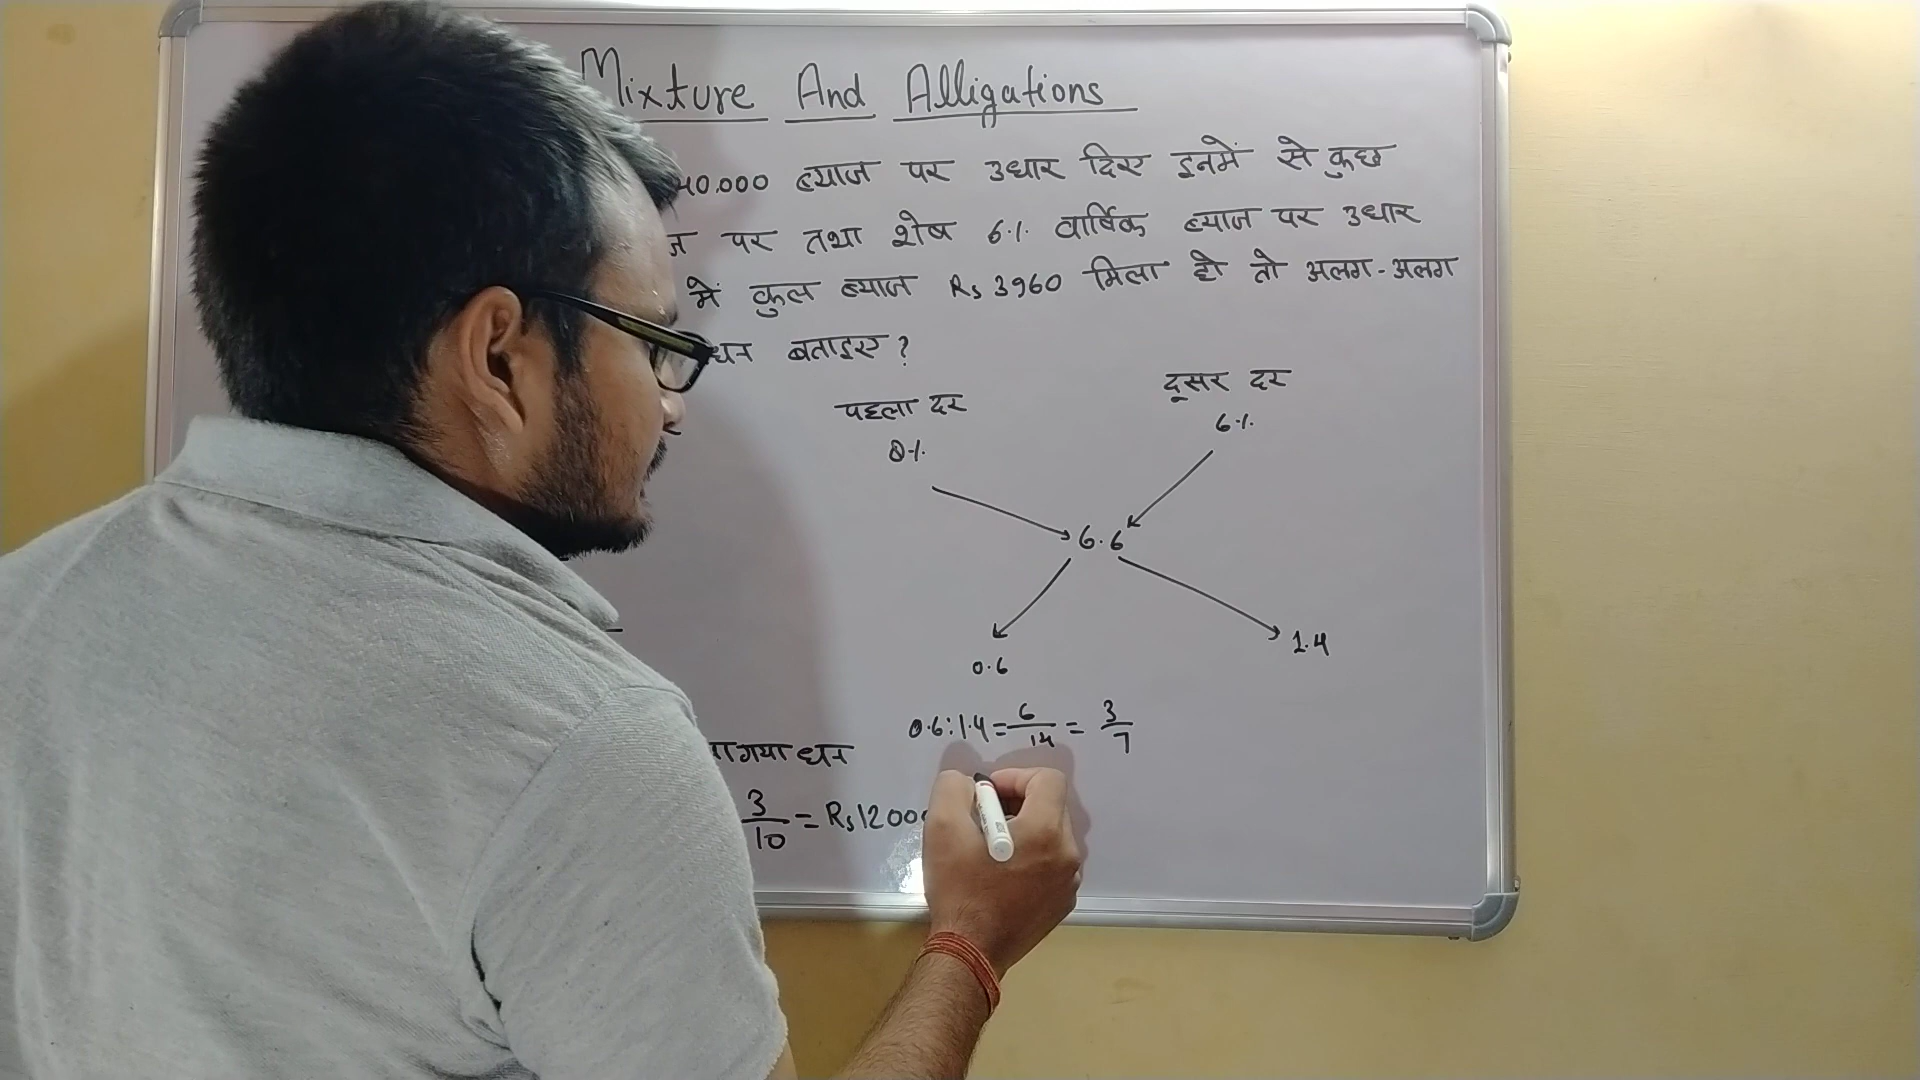 Mixture And Alligations
40,000 ब्याज पर उधार दिए इनमें से कुछ
पर तथा शेष 6% वार्षिक ब्याज पर उधार
में कुल ब्याज Rs 3960 मिला हो तो अलग-अलग
धन बताइए?
पहला दर
दूसर दर
8%
6%
6.6
0.6
1.4
0.6:1.4 = 6/14 = 3/7
गया धन
3/10 = Rs 12000